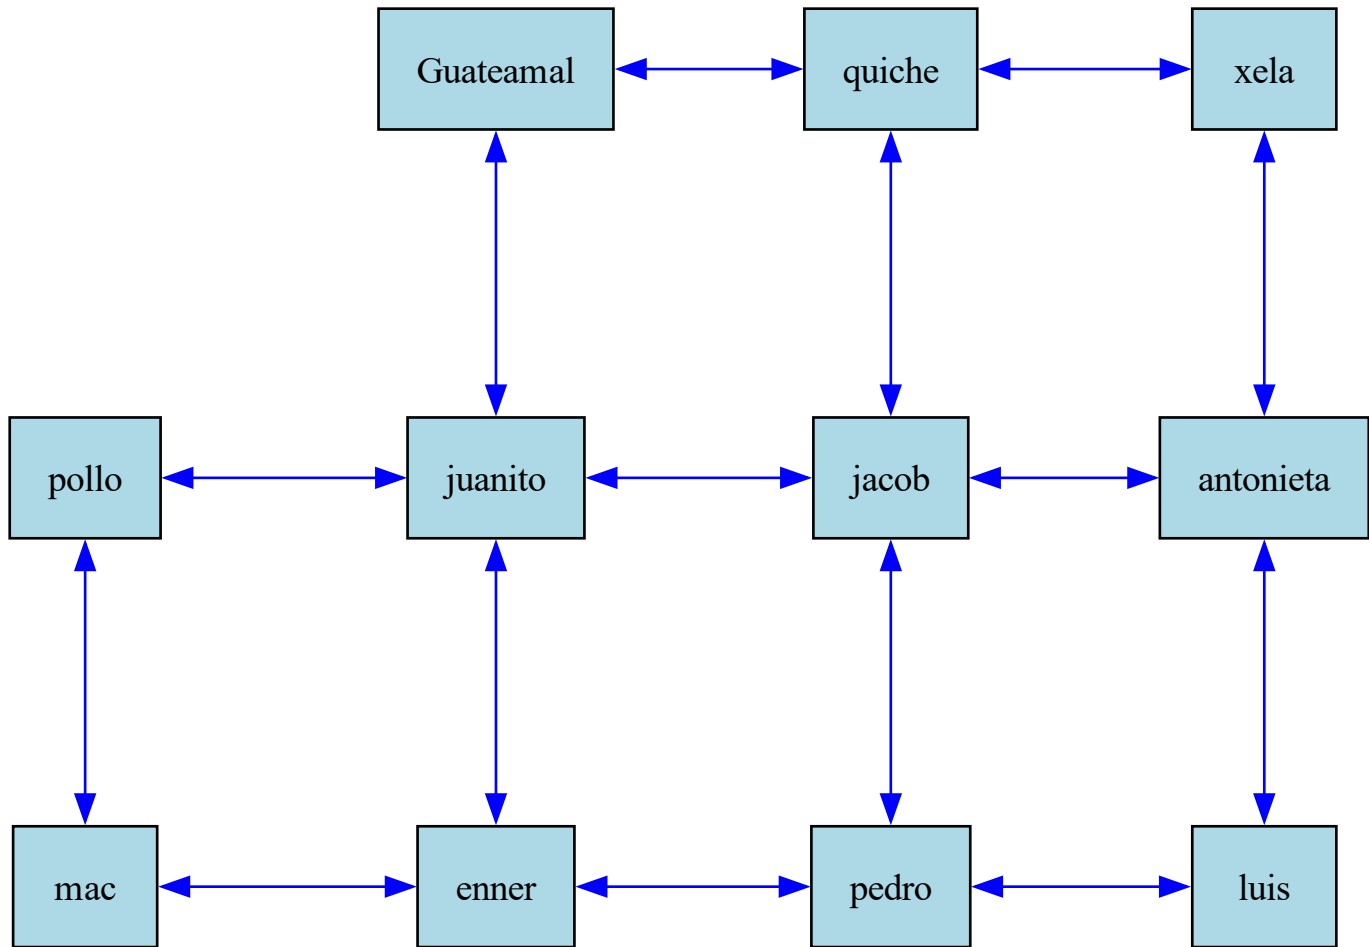 Guateamal
quiche
xela
pollo
juanito
jacob
antonieta
mac
enner
pedro
luis